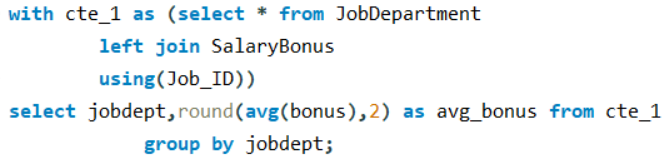 with cte_1 as (select * from JobDepartment
left join SalaryBonus
using(Job_ID))
select jobdept,round(avg(bonus),2) as avg_bonus from cte_1
group by jobdept;